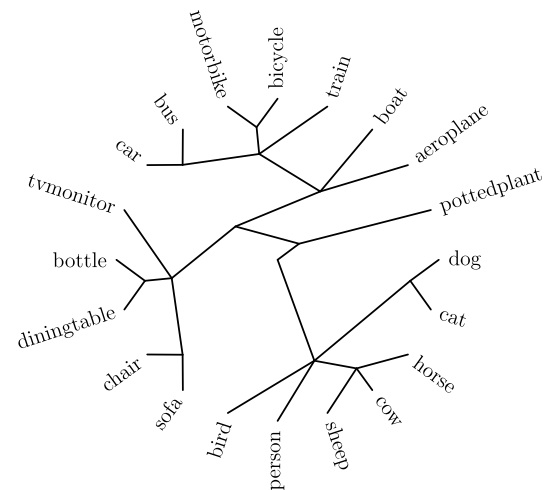 motorbike
bicycle
train
boat
bus
aeroplane
car
tvmonitor
pottedplant
bottle
dog
diningtable
cat
chair
horse
sofa
cow
bird
person
sheep